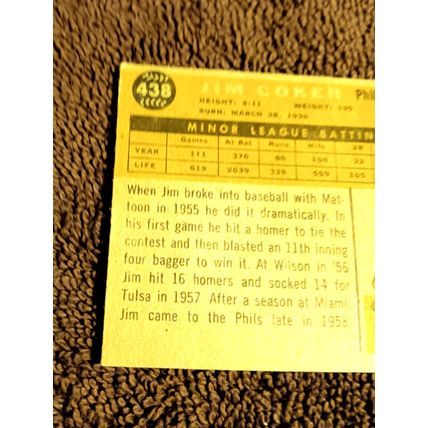 438 JIM COKER Phil
HEIGHT: 5-11 WEIGHT: 195
BORN: MARCH 28, 1936
MINOR LEAGUE BATTIN
Games At Bat Runs Hits 2B
YEAR 111 376 80 108 22
LIFE 619 2039 326 559 105
When Jim broke into baseball with Mat-
toon in 1955 he did it dramatically. In
his first game he hit a homer to tie the
contest and then blasted an 11th inning
four bagger to win it. At Wilson in '56
Jim hit 16 homers and socked 14 for
Tulsa in 1957 After a season at Miami,
Jim came to the Phils late in 1958